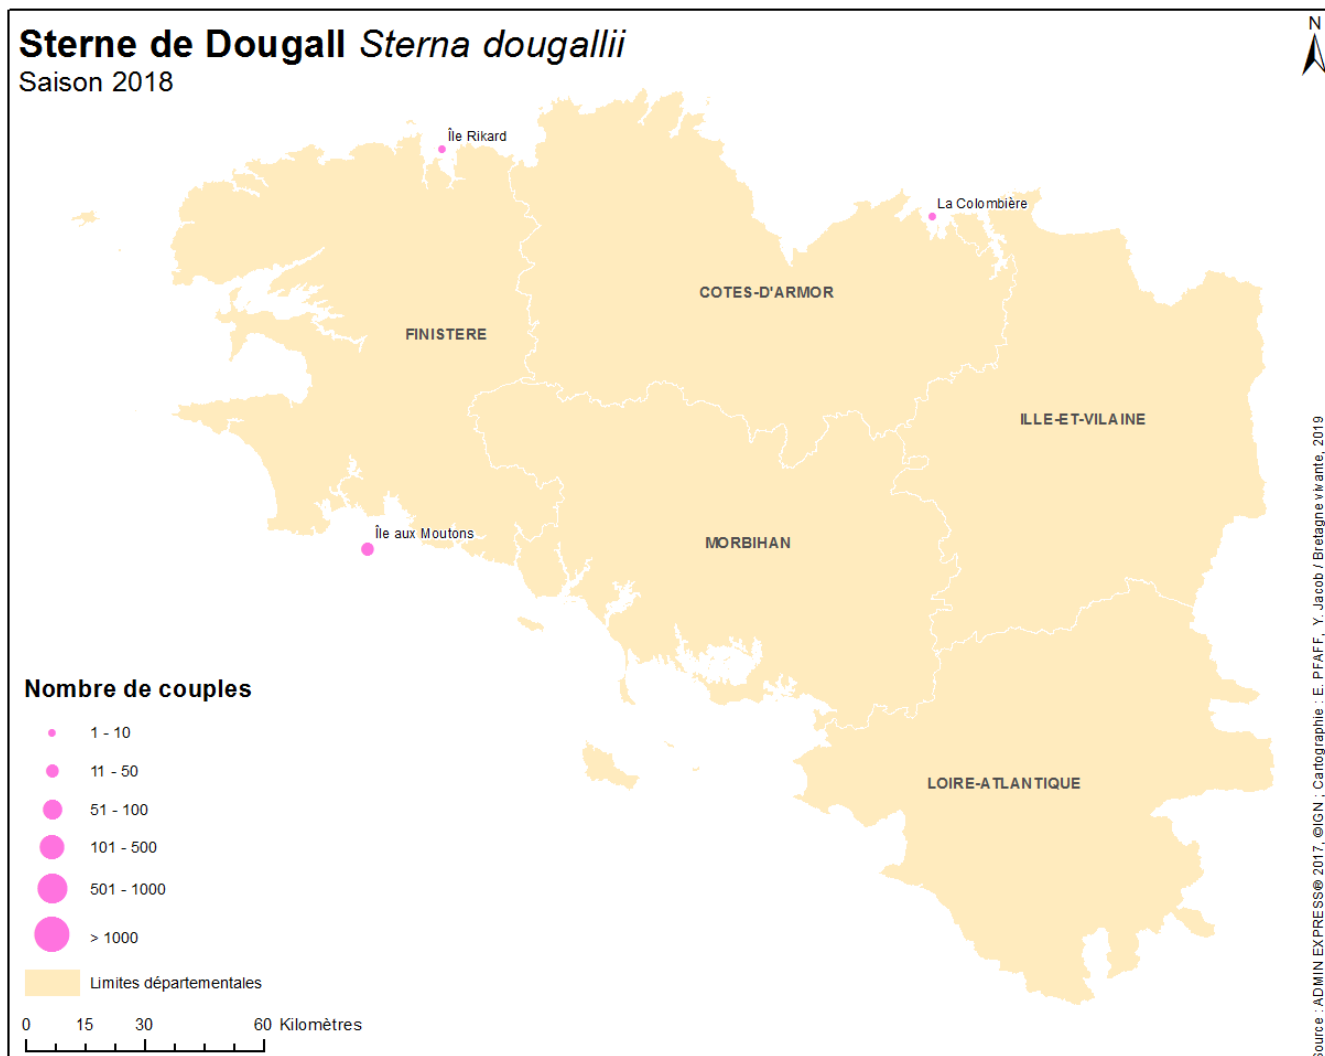 Sterne de Dougall Sterna dougallii
Saison 2018
N
Île Rikard
La Colombière
COTES-D'ARMOR
FINISTERE
ILLE-ET-VILAINE
Île aux Moutons
MORBIHAN
LOIRE-ATLANTIQUE
Nombre de couples
1 - 10
11 - 50
51 - 100
101 - 500
501 - 1000
> 1000
Limites départementales
0 15 30 60 Kilomètres
Source : ADMIN EXPRESS® 2017, ©IGN ; Cartographie : E. PFAFF, Y. Jacob / Bretagne vivante, 2019